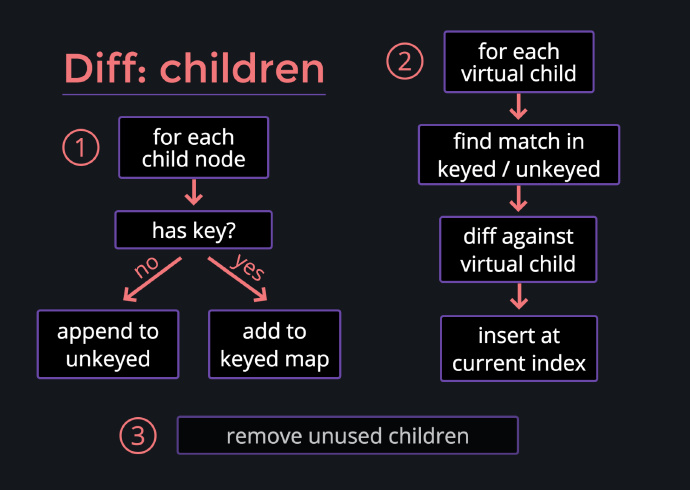 Diff: children
1
for each
child node
has key?
no
yes
append to
unkeyed
add to
keyed map
2
for each
virtual child
find match in
keyed / unkeyed
diff against
virtual child
insert at
current index
3
remove unused children